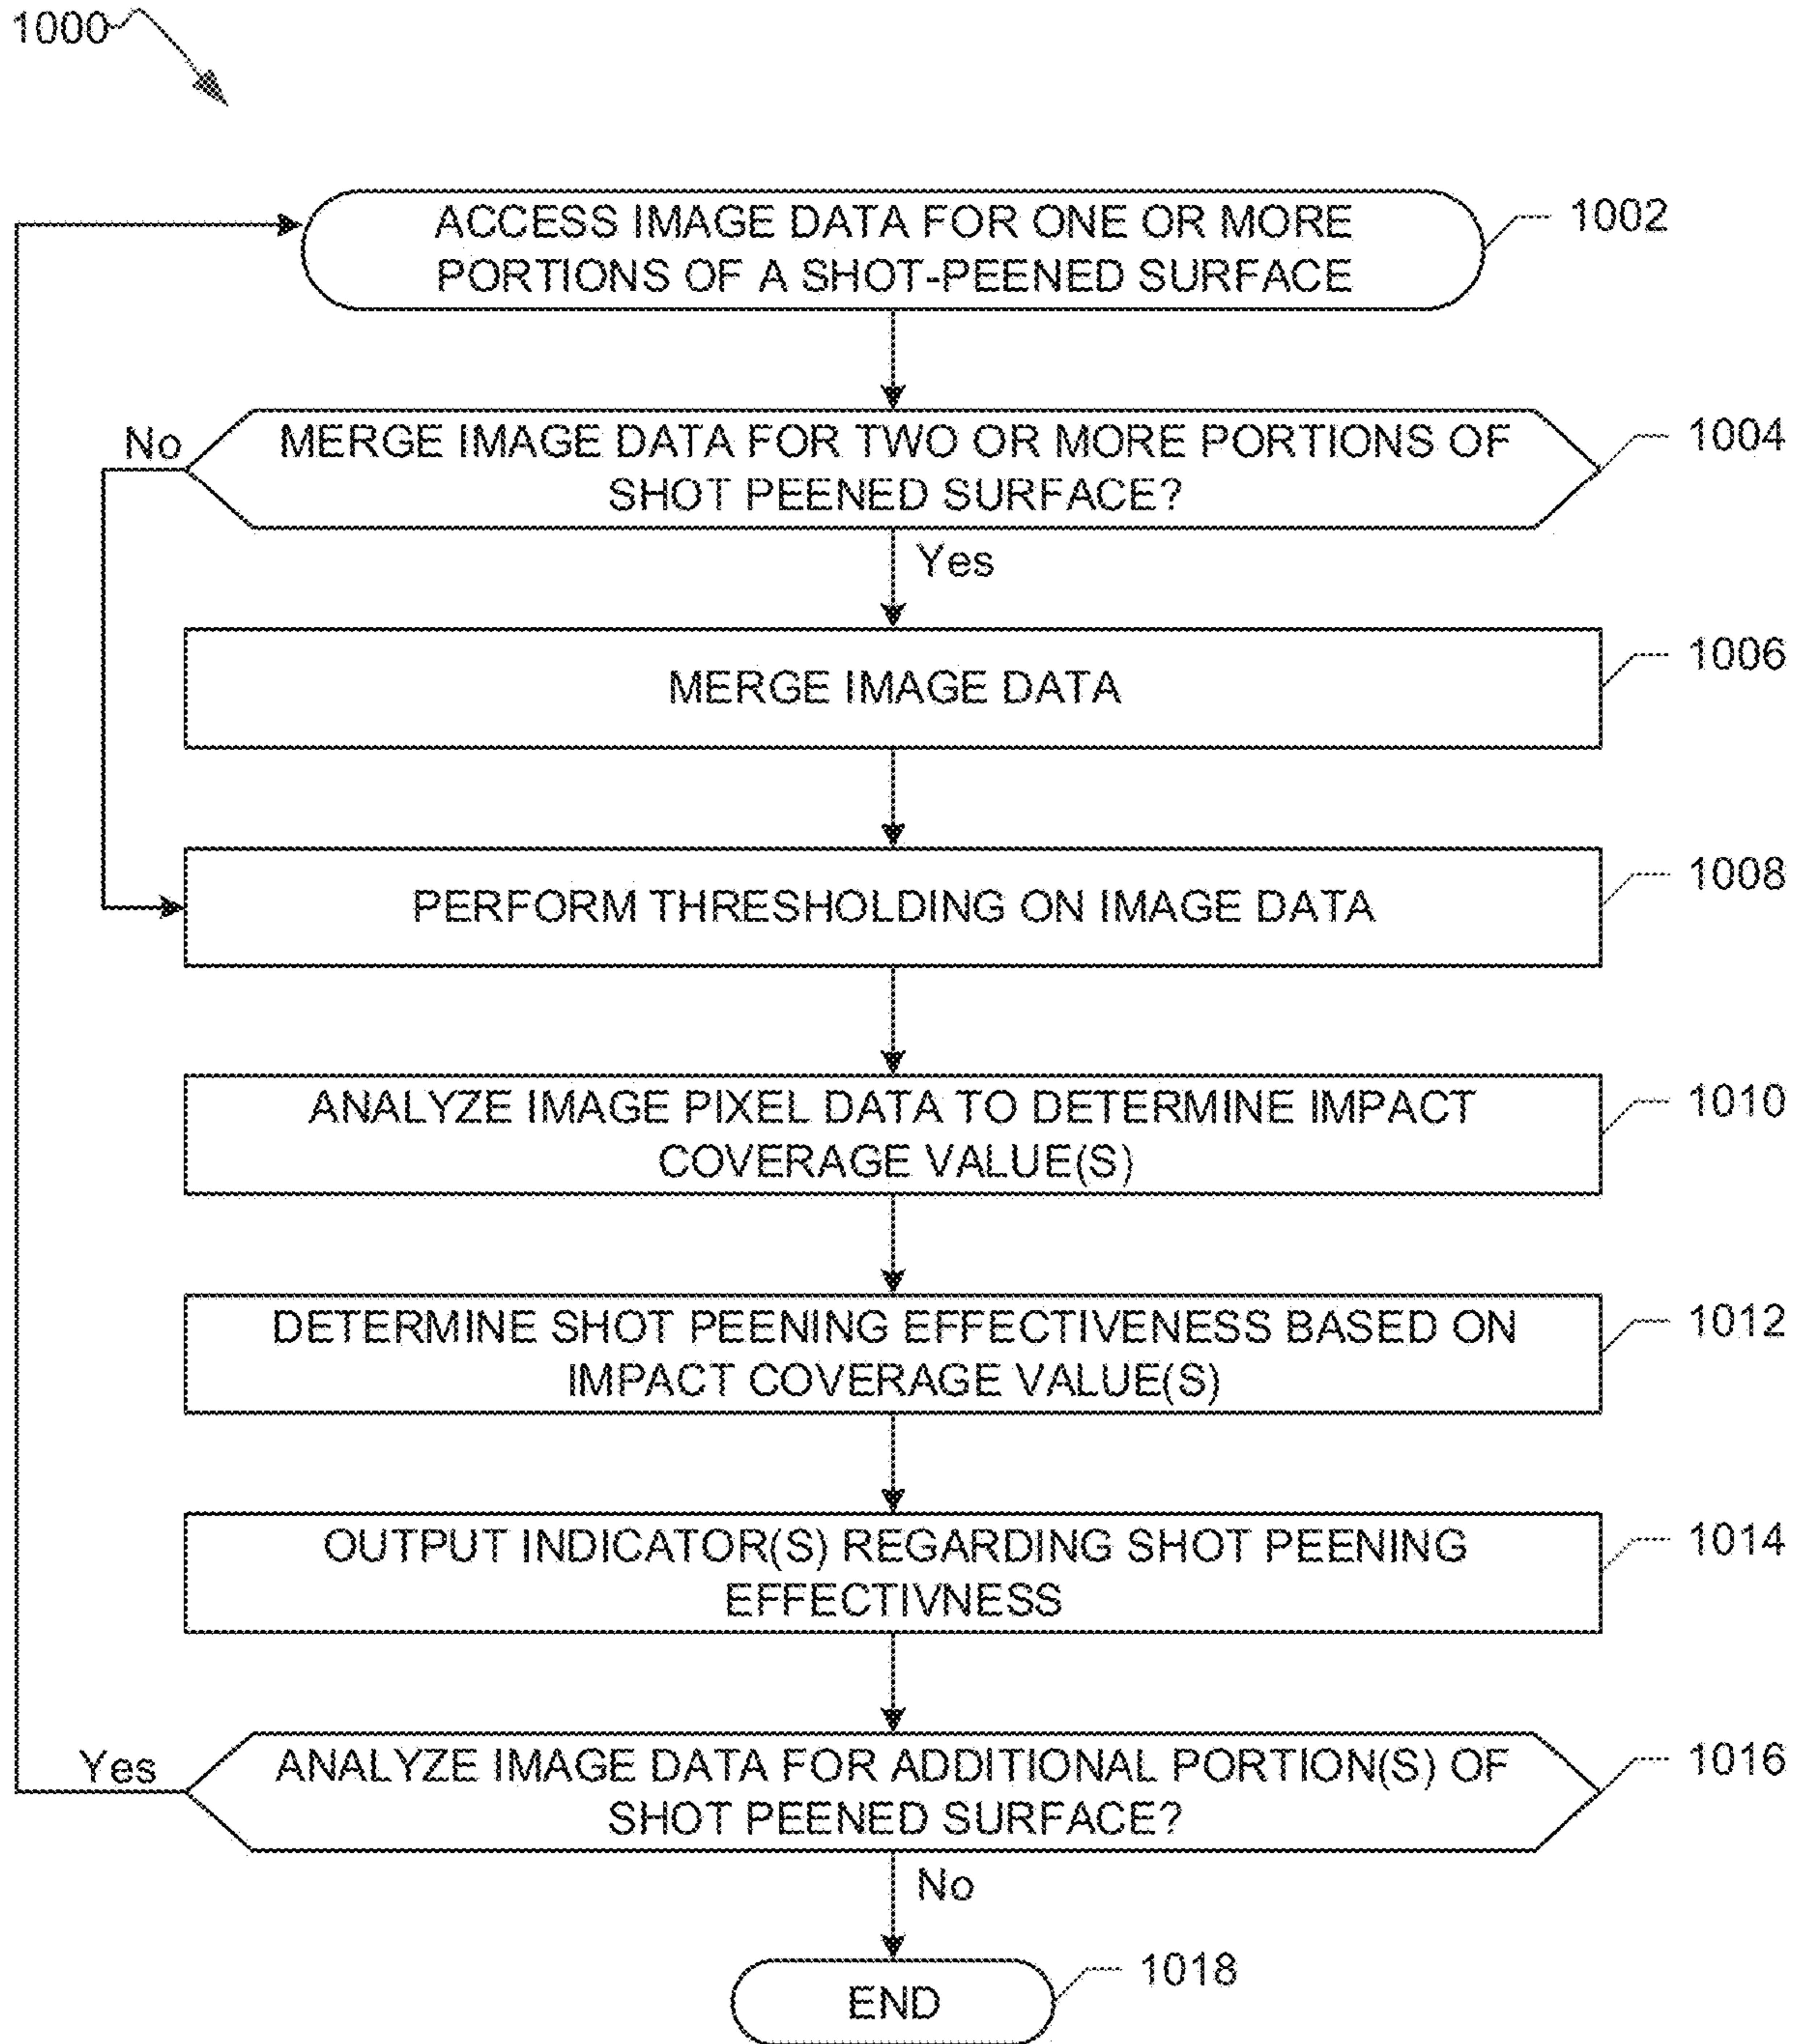 1000
ACCESS IMAGE DATA FOR ONE OR MORE
PORTIONS OF A SHOT-PEENED SURFACE
1002
MERGE IMAGE DATA FOR TWO OR MORE PORTIONS OF
SHOT PEENED SURFACE?
1004
No
Yes
MERGE IMAGE DATA
1006
PERFORM THRESHOLDING ON IMAGE DATA
1008
ANALYZE IMAGE PIXEL DATA TO DETERMINE IMPACT
COVERAGE VALUE(S)
1010
DETERMINE SHOT PEENING EFFECTIVENESS BASED ON
IMPACT COVERAGE VALUE(S)
1012
OUTPUT INDICATOR(S) REGARDING SHOT PEENING
EFFECTIVNESS
1014
ANALYZE IMAGE DATA FOR ADDITIONAL PORTION(S) OF
SHOT PEENED SURFACE?
1016
Yes
No
END
1018